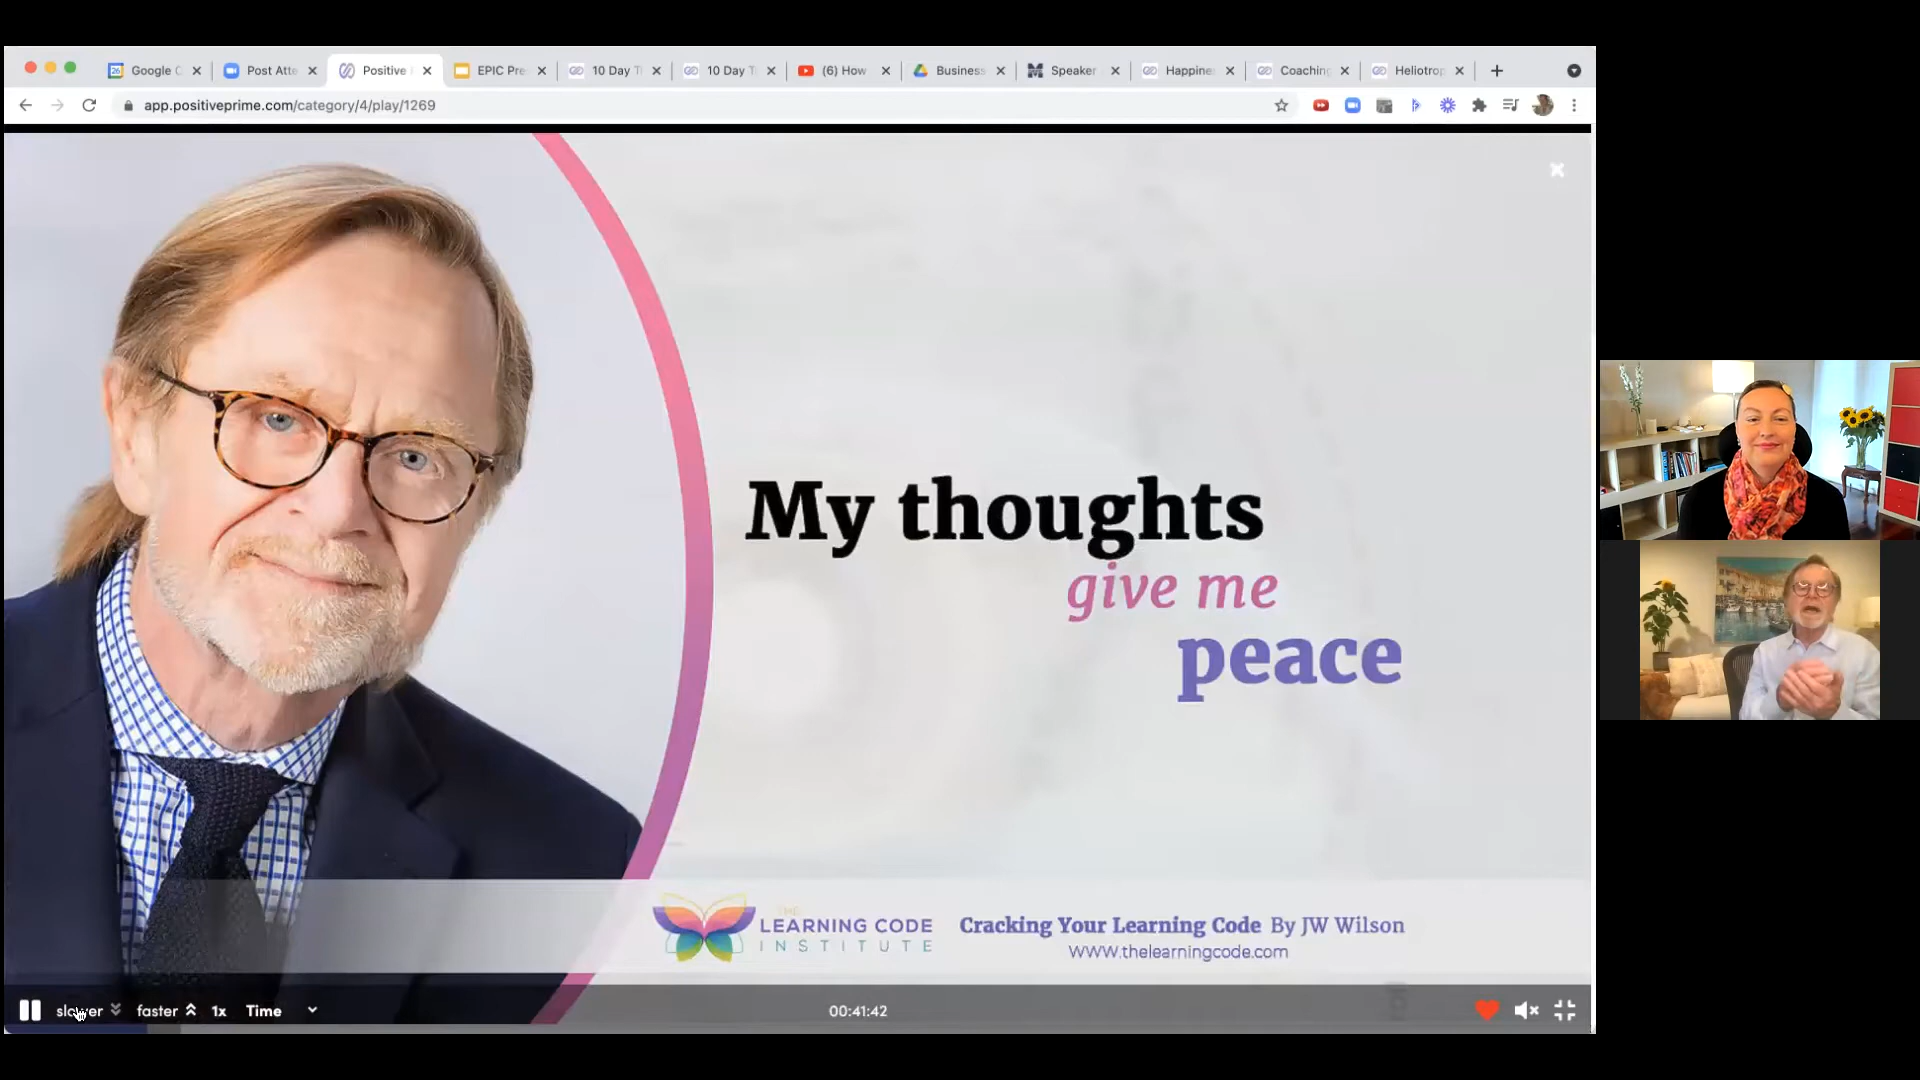 Google C
Post Atte
Positive
EPIC Pre
10 Day T
10 Day T
(6) How
Business
Speaker
Happine
Coaching
Heliotrop
app.positiveprime.com/category/4/play/1269
My thoughts
give me
peace
THE
LEARNING CODE
INSTITUTE
Cracking Your Learning Code By JW Wilson
WWW.thelearningcode.com
slower
faster
1x
Time
00:41:42